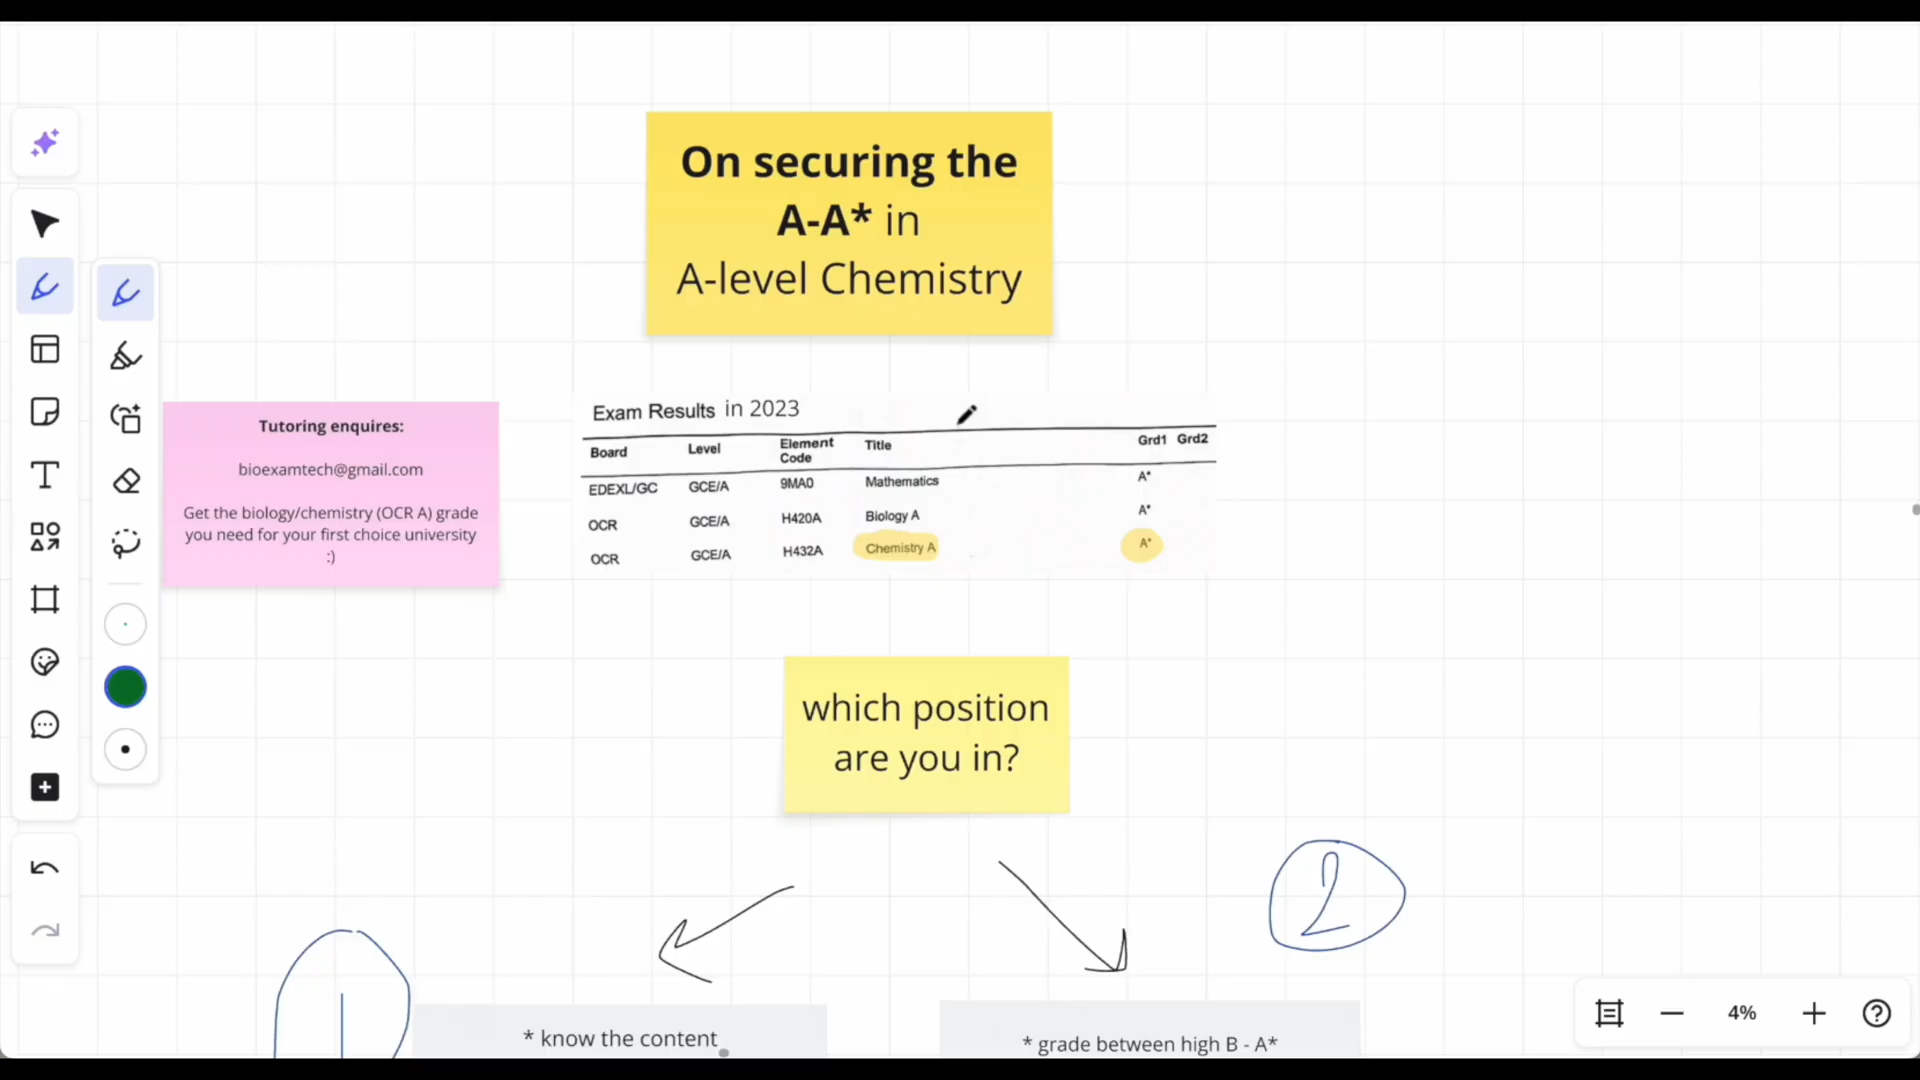 On securing the
A-A* in
A-level Chemistry
Tutoring enquires:
bioexamtech@gmail.com
Get the biology/chemistry (OCR A) grade
you need for your first choice university
:)
Exam Results in 2023
Board Level Element Code Title Grd1 Grd2
EDEXL/GC GCE/A 9MA0 Mathematics A*
OCR GCE/A H420A Biology A A*
OCR GCE/A H432A Chemistry A A*
which position
are you in?
2
1
* know the content
* grade between high B - A*
4%